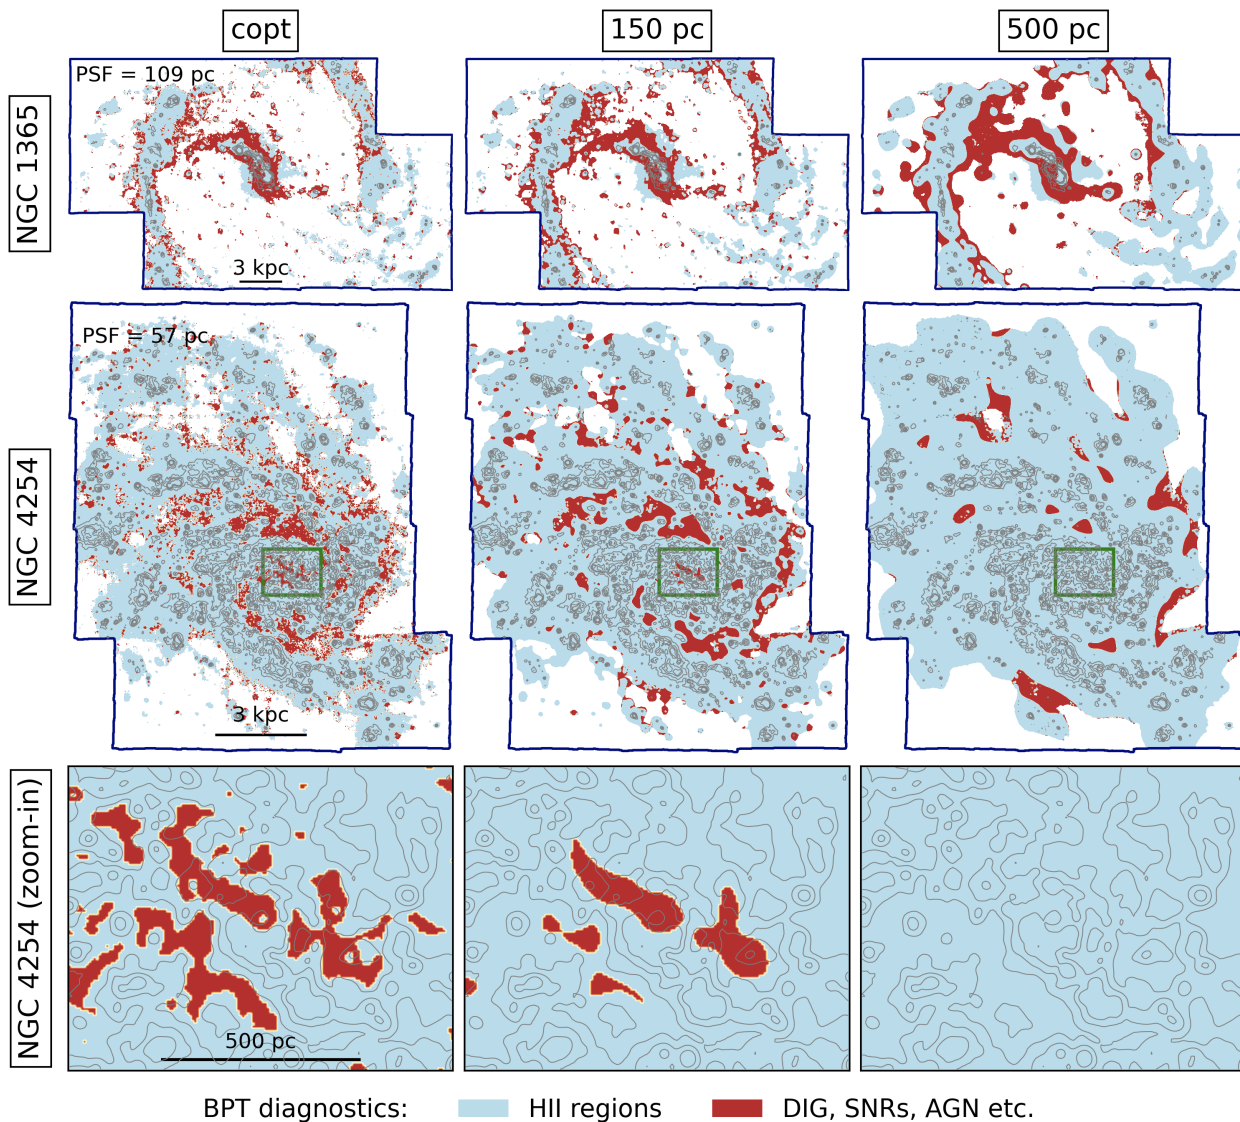 copt
150 pc
500 pc
NGC 1365
PSF = 109 pc
3 kpc
NGC 4254
PSF = 57 pc
3 kpc
NGC 4254 (zoom-in)
500 pc
BPT diagnostics:
HII regions
DIG, SNRs, AGN etc.